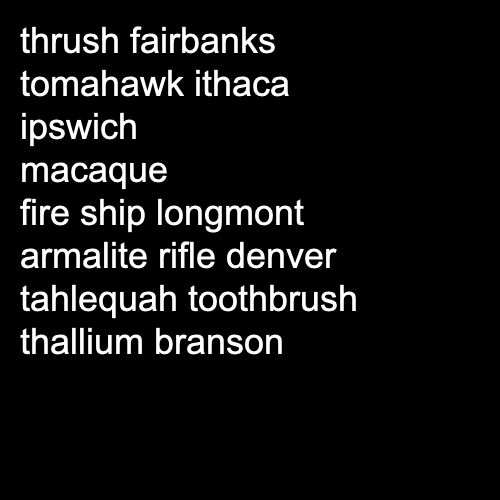 thrush fairbanks
tomahawk ithaca
ipswich
macaque
fire ship longmont
armalite rifle denver
tahlequah toothbrush
thallium branson